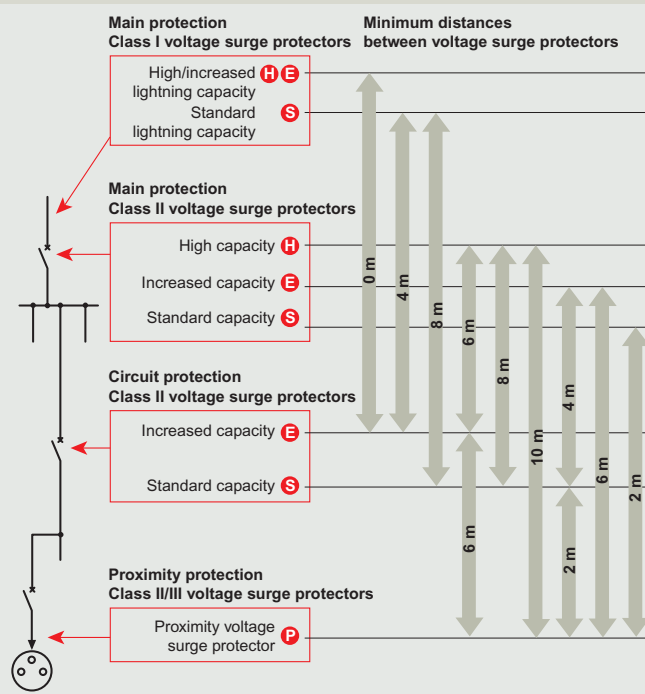 Main protection
Class I voltage surge protectors
Minimum distances
between voltage surge protectors
High/increased H E
lightning capacity
Standard S
lightning capacity
Main protection
Class II voltage surge protectors
High capacity H
Increased capacity E
Standard capacity S
0 m
4 m
8 m
6 m
8 m
10 m
4 m
6 m
2 m
Circuit protection
Class II voltage surge protectors
Increased capacity E
Standard capacity S
6 m
2 m
Proximity protection
Class II/III voltage surge protectors
Proximity voltage
surge protector P